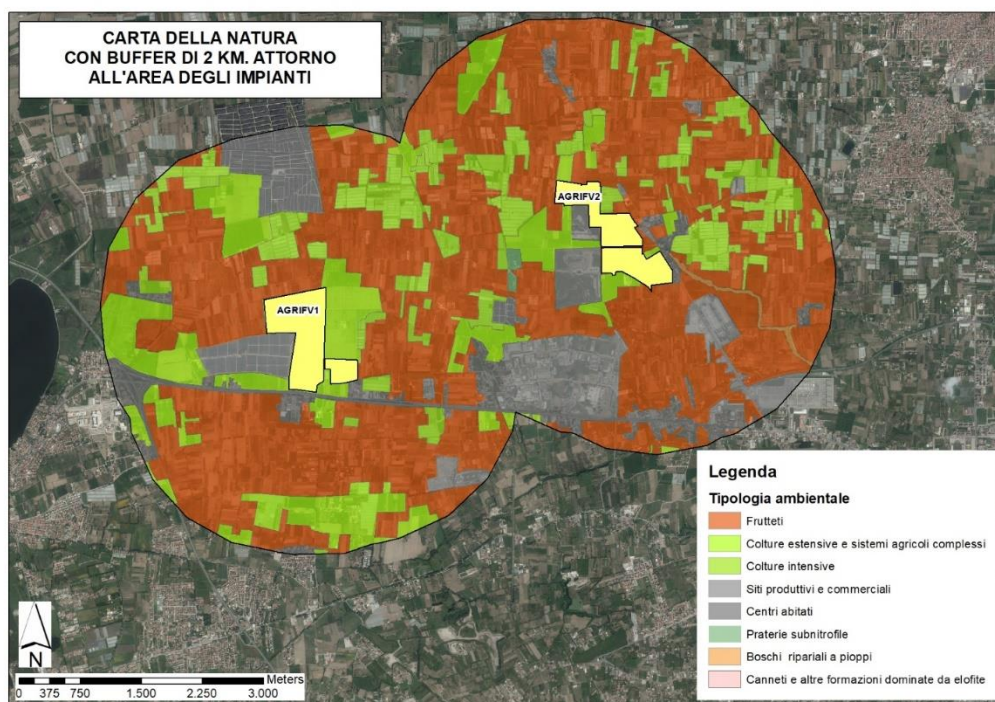 CARTA DELLA NATURA
CON BUFFER DI 2 KM. ATTORNO
ALL'AREA DEGLI IMPIANTI
AGRIFV2
AGRIFV1
Legenda
Tipologia ambientale
Frutteti
Colture estensive e sistemi agricoli complessi
Colture intensive
Siti produttivi e commerciali
Centri abitati
Praterie subnitrofile
Boschi ripariali a pioppi
Canneti e altre formazioni dominate da elofite
N
Meters
0 375 750 1.500 2.250 3.000